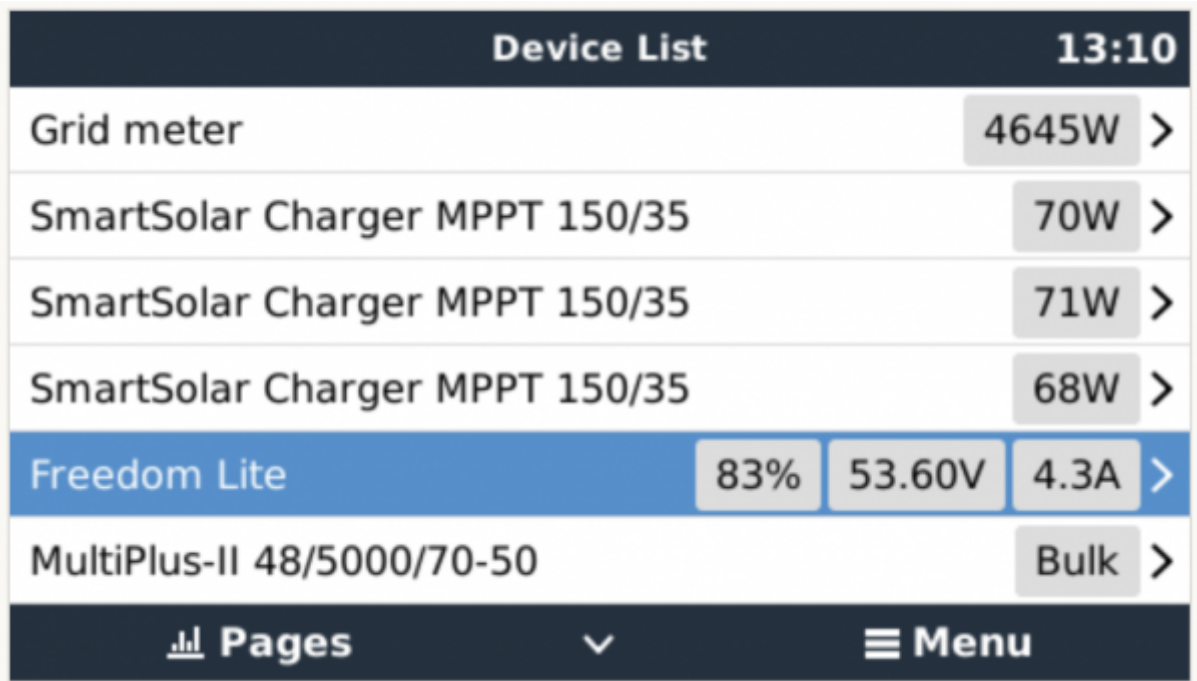 Device List 13:10
Grid meter 4645W
SmartSolar Charger MPPT 150/35 70W
SmartSolar Charger MPPT 150/35 71W
SmartSolar Charger MPPT 150/35 68W
Freedom Lite 83% 53.60V 4.3A
MultiPlus-II 48/5000/70-50 Bulk
Pages Menu